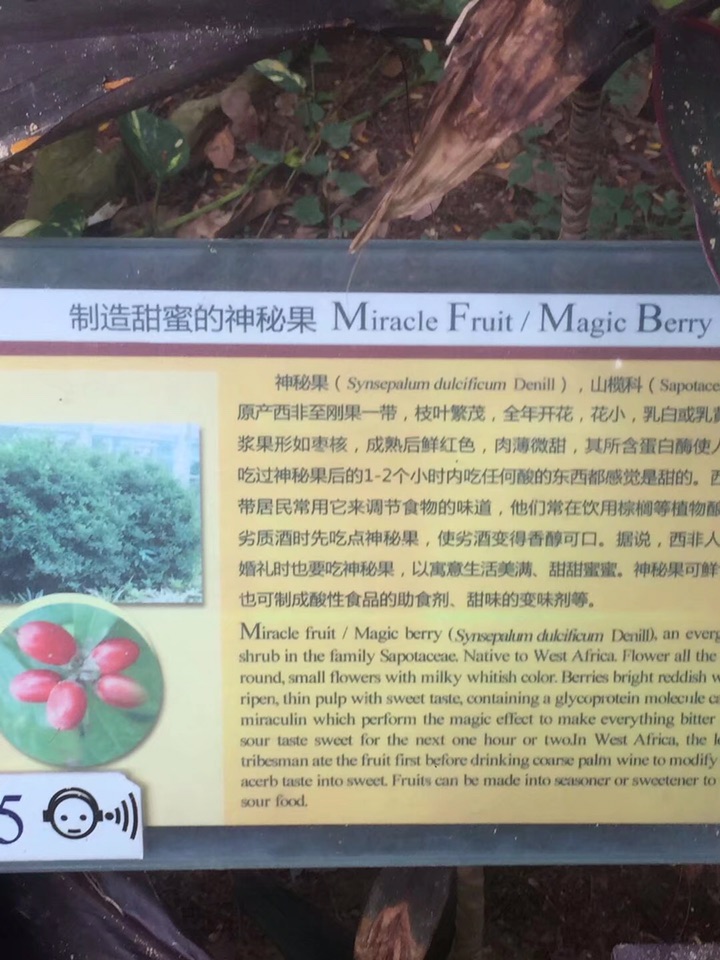 制造甜蜜的神秘果 Miracle Fruit / Magic Berry
神秘果（Synsepalum dulcificum Denill），山榄科（Sapotace
原产西非至刚果一带，枝叶繁茂，全年开花，花小，乳白或乳黄
浆果形如枣核，成熟后鲜红色，肉薄微甜，其所含蛋白酶使人
吃过神秘果后的1-2个小时内吃任何酸的东西都感觉是甜的。西
带居民常用它来调节食物的味道，他们常在饮用棕榈等植物酿
劣质酒时先吃点神秘果，使劣酒变得香醇可口。据说，西非人
婚礼时也要吃神秘果，以寓意生活美满、甜甜蜜蜜。神秘果可鲜
也可制成酸性食品的助食剂、甜味的变味剂等。
Miracle fruit / Magic berry (Synsepalum dulcificum Denill), an everg
shrub in the family Sapotaceae. Native to West Africa. Flower all the
round, small flowers with milky whitish color. Berries bright reddish w
ripen, thin pulp with sweet taste, containing a glycoprotein molecule ca
miraculin which perform the magic effect to make everything bitter
sour taste sweet for the next one hour or two.In West Africa, the lo
tribesman ate the fruit first before drinking coarse palm wine to modify
acerb taste into sweet. Fruits can be made into seasoner or sweetener to
sour food.
5